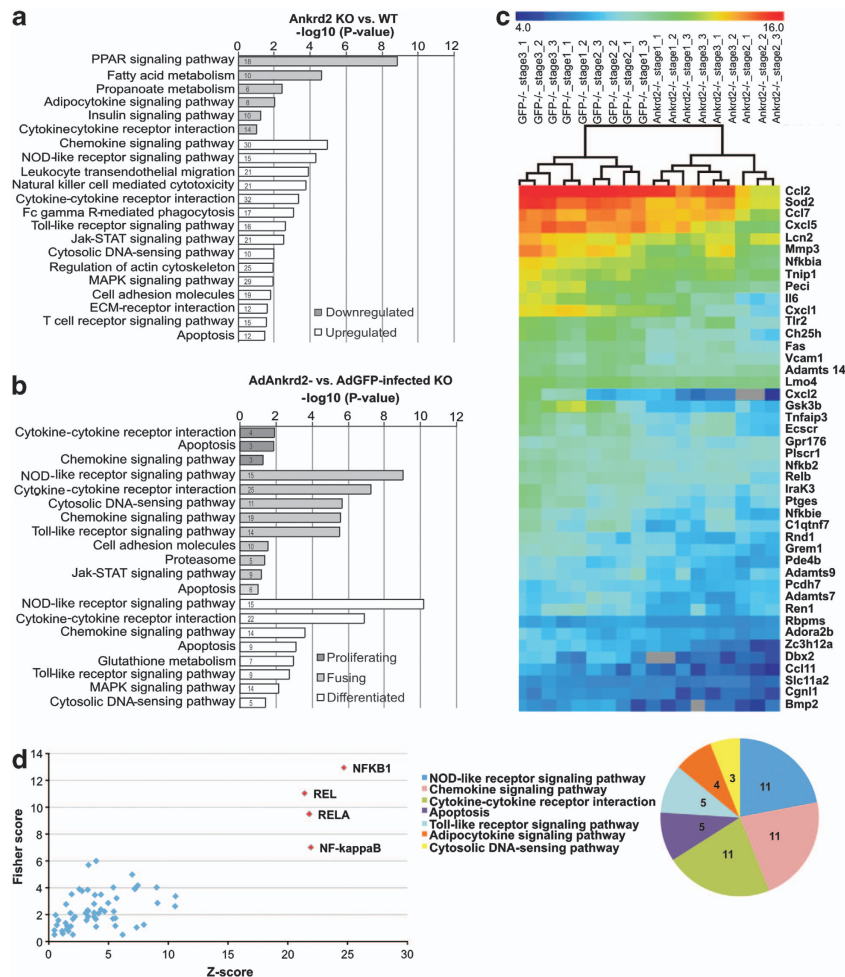 a
Ankrd2 KO vs. WT
-log10 (P-value)
0 2 4 6 8 10 12
PPAR signaling pathway 18
Fatty acid metabolism 10
Propanoate metabolism 6
Adipocytokine signaling pathway 8
Insulin signaling pathway 10
Cytokinecytokine receptor interaction 14
Chemokine signaling pathway 30
NOD-like receptor signaling pathway 15
Leukocyte transendothelial migration 21
Natural killer cell mediated cytotoxicity 21
Cytokine-cytokine receptor interaction 32
Fc gamma R-mediated phagocytosis 17
Toll-like receptor signaling pathway 16
Jak-STAT signaling pathway 21
Cytosolic DNA-sensing pathway 10
Regulation of actin cytoskeleton 25
MAPK signaling pathway 29
Cell adhesion molecules 19
ECM-receptor interaction 12
T cell receptor signaling pathway 15
Apoptosis 12
Downregulated
Upregulated
b
AdAnkrd2- vs. AdGFP-infected KO
-log10 (P-value)
0 2 4 6 8 10 12
Cytokine-cytokine receptor interaction 4
Apoptosis 3
Chemokine signaling pathway 3
NOD-like receptor signaling pathway 15
Cytokine-cytokine receptor interaction 25
Cytosolic DNA-sensing pathway 11
Chemokine signaling pathway 19
Toll-like receptor signaling pathway 14
Cell adhesion molecules 10
Proteasome 5
Jak-STAT signaling pathway 9
Apoptosis 6
NOD-like receptor signaling pathway 15
Cytokine-cytokine receptor interaction 22
Chemokine signaling pathway 14
Apoptosis 9
Glutathione metabolism 7
Toll-like receptor signaling pathway 9
MAPK signaling pathway 14
Cytosolic DNA-sensing pathway 5
Proliferating
Fusing
Differentiated
c
4.0 16.0
GFP-/-_stage3_1
GFP-/-_stage3_2
GFP-/-_stage3_3
GFP-/-_stage1_1
GFP-/-_stage1_2
GFP-/-_stage2_3
GFP-/-_stage2_2
GFP-/-_stage2_1
GFP-/-_stage1_3
Ankrd2-/-_stage1_1
Ankrd2-/-_stage1_2
Ankrd2-/-_stage1_3
Ankrd2-/-_stage3_3
Ankrd2-/-_stage3_1
Ankrd2-/-_stage3_2
Ankrd2-/-_stage2_1
Ankrd2-/-_stage2_2
Ankrd2-/-_stage2_3
Ccl2
Sod2
Ccl7
Cxcl5
Lcn2
Mmp3
Nfkbia
Tnip1
Peci
Il6
Cxcl1
Tlr2
Ch25h
Fas
Vcam1
Adamts 14
Lmo4
Cxcl2
Gsk3b
Tnfaip3
Ecscr
Gpr176
Plscr1
Nfkb2
Relb
IraK3
Ptges
Nfkbie
C1qtnf7
Rnd1
Grem1
Pde4b
Adamts9
Pcdh7
Adamts7
Ren1
Rbpms
Adora2b
Zc3h12a
Dbx2
Ccl11
Slc11a2
Cgnl1
Bmp2
d
Fisher score
14
12
10
8
6
4
2
0
0 5 10 15 20 25 30
Z-score
NFKB1
REL
RELA
NF-kappaB
NOD-like receptor signaling pathway
Chemokine signaling pathway
Cytokine-cytokine receptor interaction
Apoptosis
Toll-like receptor signaling pathway
Adipocytokine signaling pathway
Cytosolic DNA-sensing pathway
11
11
11
5
5
4
3